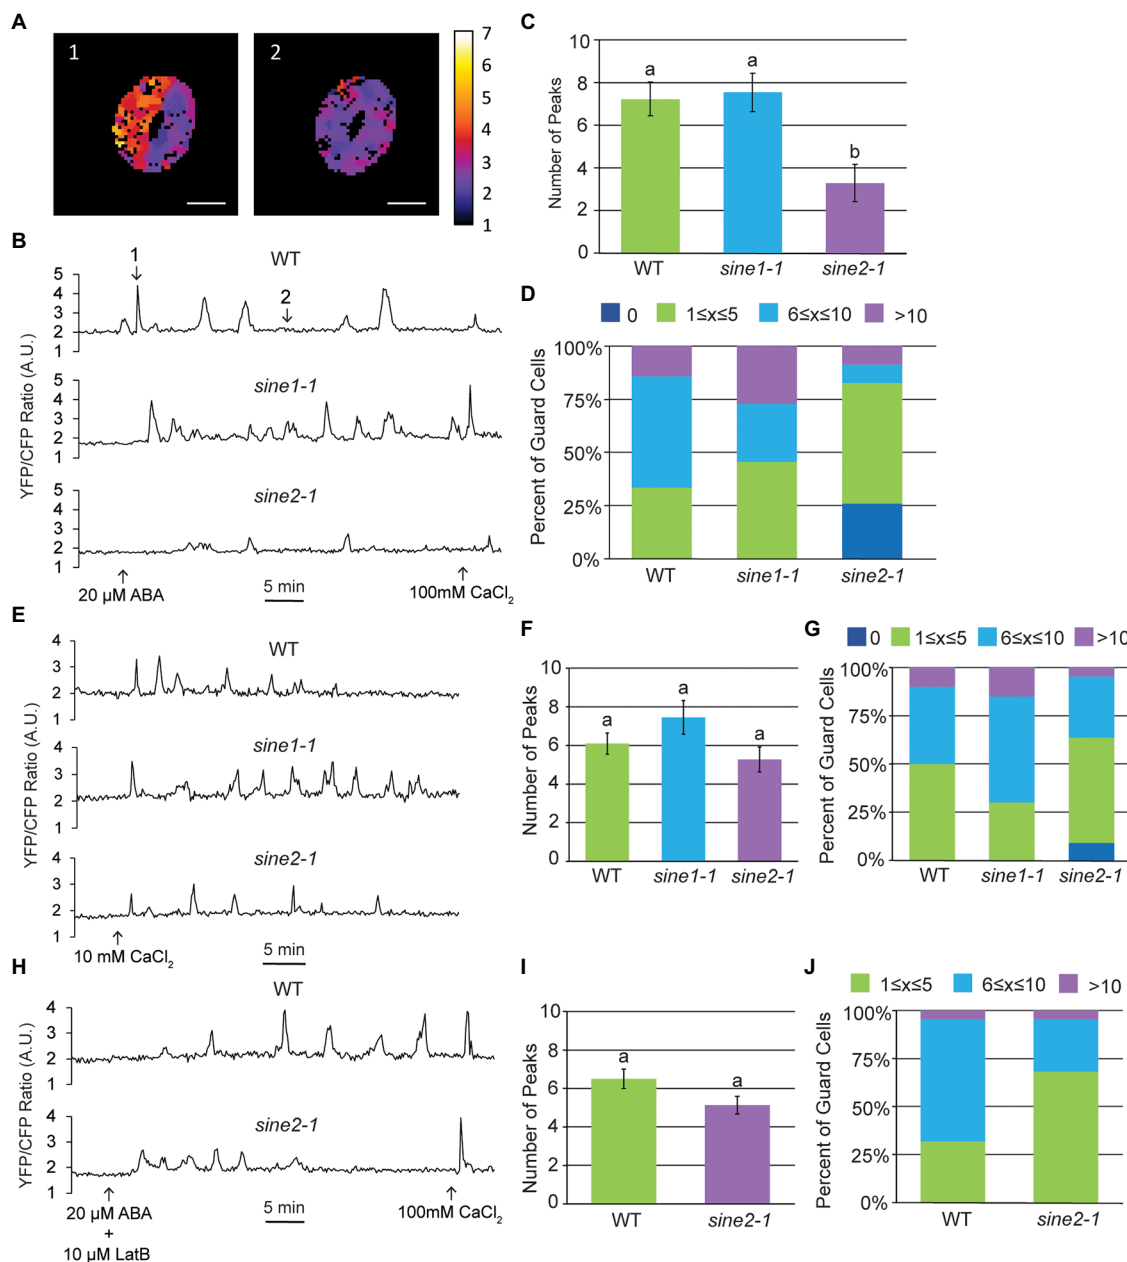 A
1
2
7
6
5
4
3
2
1
B
1
WT
2
5
4
3
2
1
sine1-1
5
4
3
2
1
sine2-1
5
4
3
2
1
YFP/CFP Ratio (A.U.)
20 µM ABA
5 min
100mM CaCl₂
C
10
8
6
4
2
0
Number of Peaks
a
a
b
WT
sine1-1
sine2-1
D
0
1≤x≤5
6≤x≤10
>10
100%
75%
50%
25%
0%
Percent of Guard Cells
WT
sine1-1
sine2-1
E
WT
4
3
2
1
sine1-1
4
3
2
1
sine2-1
4
3
2
1
YFP/CFP Ratio (A.U.)
10 mM CaCl₂
5 min
F
10
8
6
4
2
0
Number of Peaks
a
a
a
WT
sine1-1
sine2-1
G
0
1≤x≤5
6≤x≤10
>10
100%
75%
50%
25%
0%
Percent of Guard Cells
WT
sine1-1
sine2-1
H
WT
4
3
2
1
sine2-1
4
3
2
1
YFP/CFP Ratio (A.U.)
20 µM ABA
+
10 µM LatB
5 min
100mM CaCl₂
I
10
8
6
4
2
0
Number of Peaks
a
a
WT
sine2-1
J
1≤x≤5
6≤x≤10
>10
100%
75%
50%
25%
0%
Percent of Guard Cells
WT
sine2-1